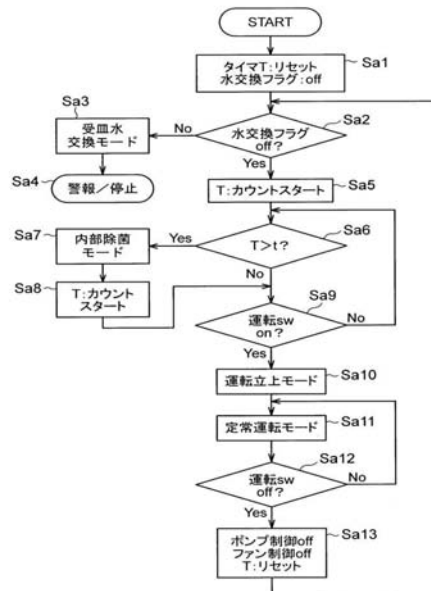 START
タイマT:リセット
水交換フラグ:off
Sa1
水交換フラグ
off?
Sa2
No
Yes
Sa3
受皿水
交換モード
Sa4
警報／停止
T:カウントスタート
Sa5
T>t?
Sa6
Yes
No
Sa7
内部除菌
モード
Sa8
T:カウント
スタート
運転sw
on?
Sa9
No
Yes
運転立上モード
Sa10
定常運転モード
Sa11
運転sw
off?
Sa12
No
Yes
ポンプ制御off
ファン制御off
T:リセット
Sa13